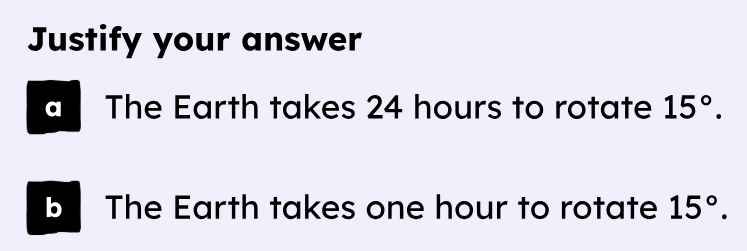 Justify your answer
a The Earth takes 24 hours to rotate 15°.
b The Earth takes one hour to rotate 15°.